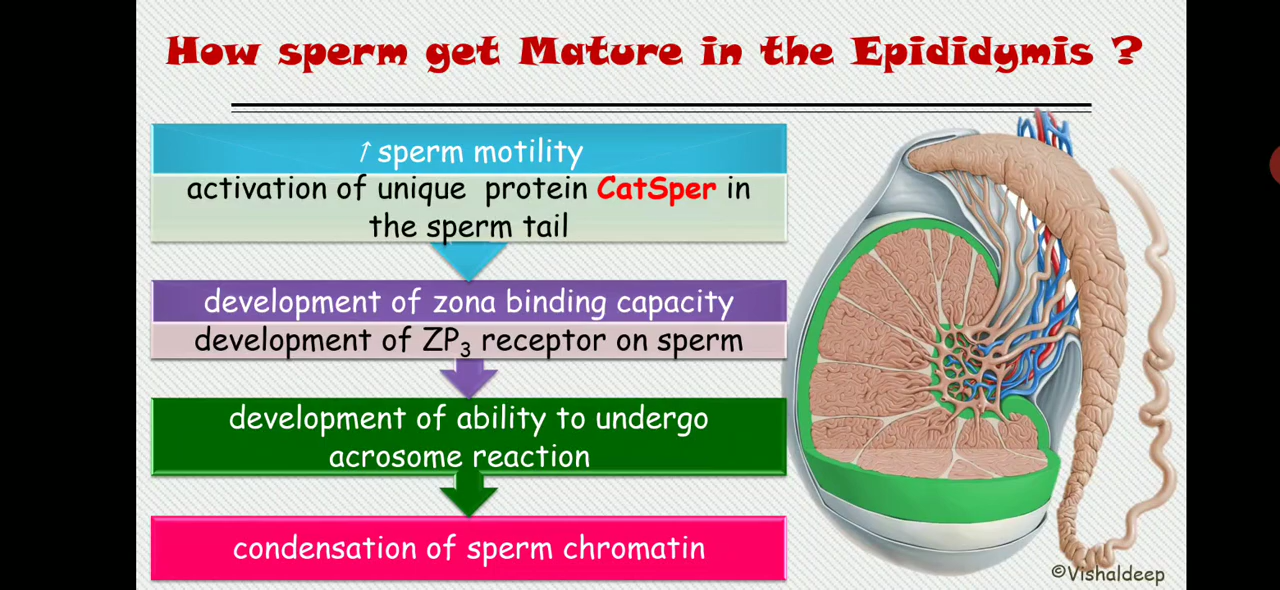 How sperm get Mature in the Epididymis ?
↑ sperm motility
activation of unique protein CatSper in
the sperm tail
development of zona binding capacity
development of ZP₃ receptor on sperm
development of ability to undergo
acrosome reaction
condensation of sperm chromatin
©Vishaldeep